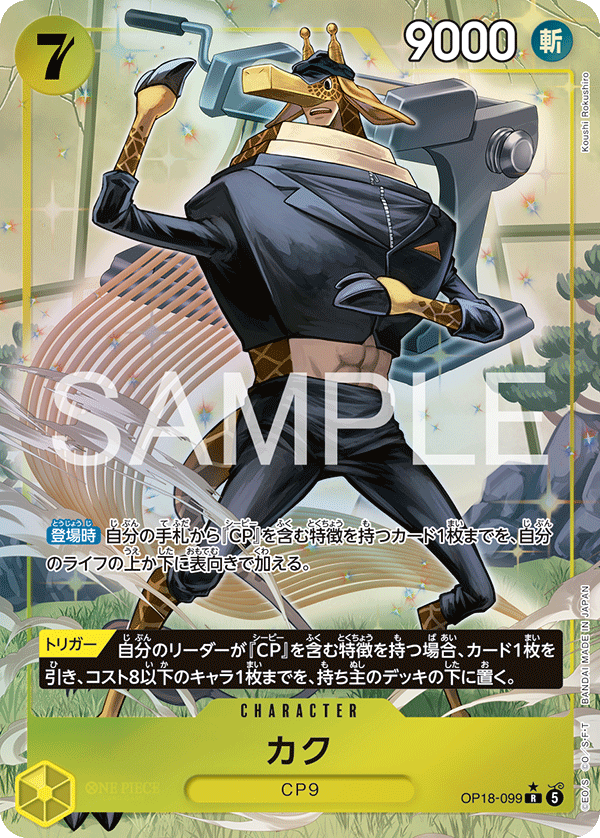 7
9000
斬
Koushi Rokushiro
SAMPLE
登場時 自分の手札から『CP』を含む特徴を持つカード1枚までを、自分
のライフの上か下に表向きで加える。
トリガー 自分のリーダーが『CP』を含む特徴を持つ場合、カード1枚を
引き、コスト8以下のキャラ1枚までを、持ち主のデッキの下に置く。
CHARACTER
カク
CP9
ONE PIECE
OP18-099 R 5
©E.O/S. ©O/S.F.T BANDAI MADE IN JAPAN